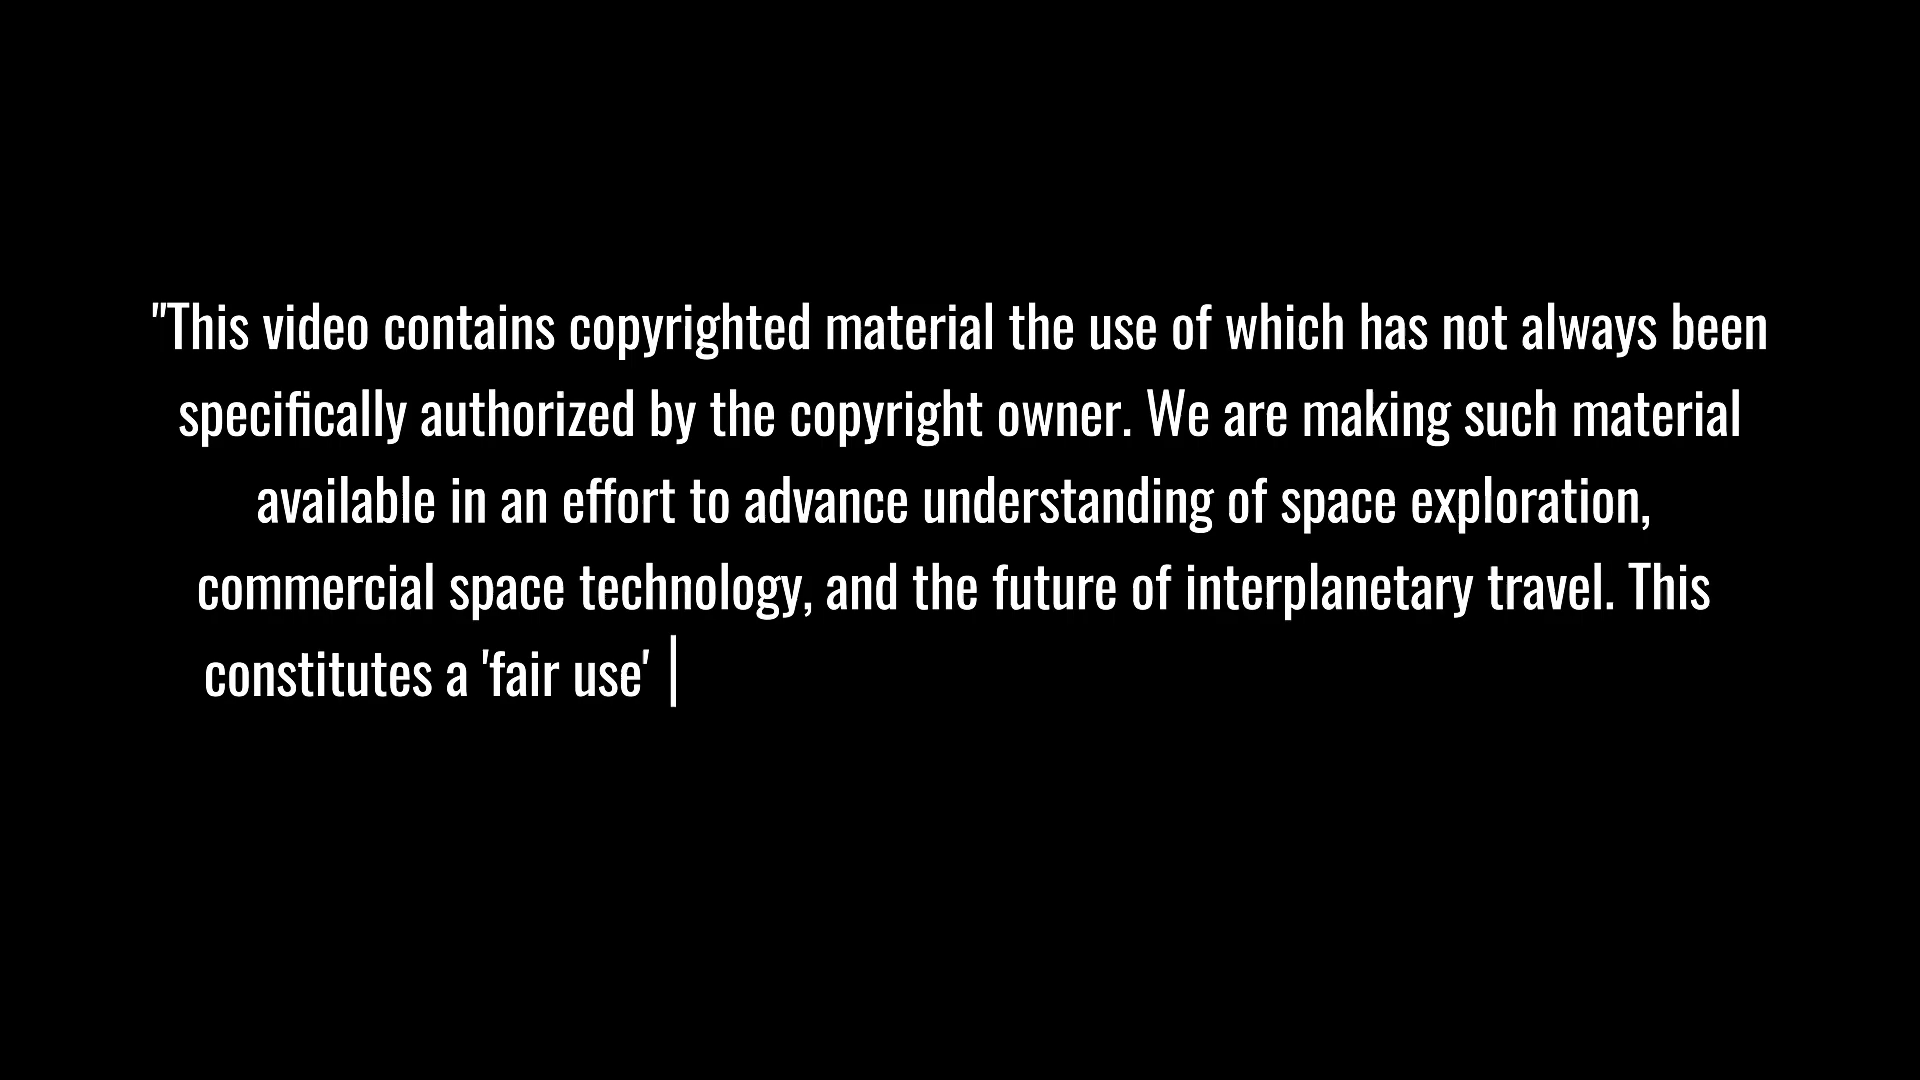 "This video contains copyrighted material the use of which has not always been
specifically authorized by the copyright owner. We are making such material
available in an effort to advance understanding of space exploration,
commercial space technology, and the future of interplanetary travel. This
constitutes a 'fair use'